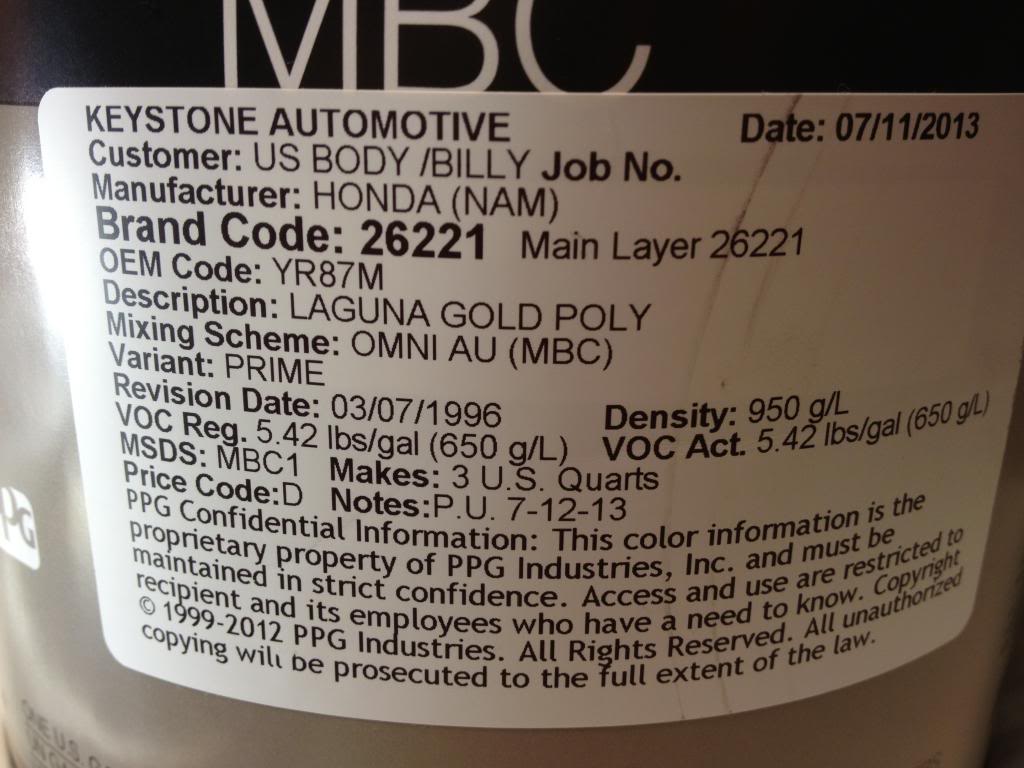 MBC
KEYSTONE AUTOMOTIVE Date: 07/11/2013
Customer: US BODY /BILLY Job No.
Manufacturer: HONDA (NAM)
Brand Code: 26221 Main Layer 26221
OEM Code: YR87M
Description: LAGUNA GOLD POLY
Mixing Scheme: OMNI AU (MBC)
Variant: PRIME
Revision Date: 03/07/1996 Density: 950 g/L
VOC Reg. 5.42 lbs/gal (650 g/L) VOC Act. 5.42 lbs/gal (650 g/L)
MSDS: MBC1 Makes: 3 U.S. Quarts
Price Code:D Notes:P.U. 7-12-13
PPG Confidential Information: This color information is the
proprietary property of PPG Industries, Inc. and must be
maintained in strict confidence. Access and use are restricted to
recipient and its employees who have a need to know. Copyright
© 1999-2012 PPG Industries. All Rights Reserved. All unauthorized
copying will be prosecuted to the full extent of the law.
PPG
ONE U.S.